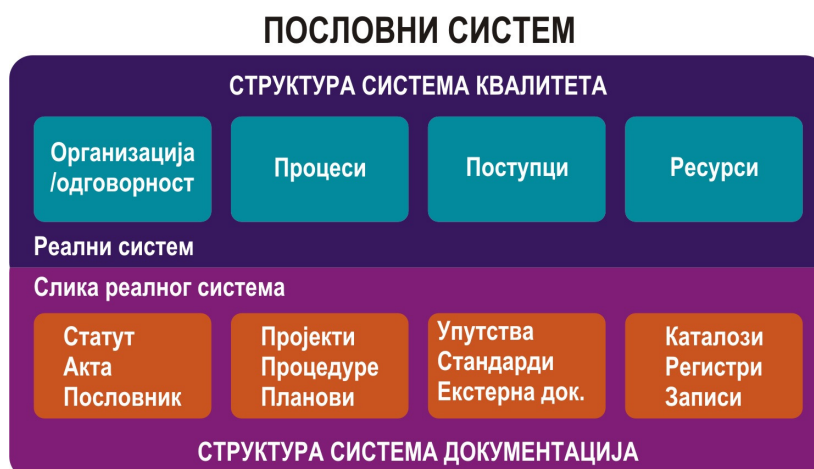 ПОСЛОВНИ СИСТЕМ
СТРУКТУРА СИСТЕМА КВАЛИТЕТА
Организација
/одговорност
Процеси
Поступци
Ресурси
Реални систем
Слика реалног система
Статут
Акта
Пословник
Пројекти
Процедуре
Планови
Упутства
Стандарди
Екстерна док.
Каталози
Регистри
Записи
СТРУКТУРА СИСТЕМА ДОКУМЕНТАЦИЈА